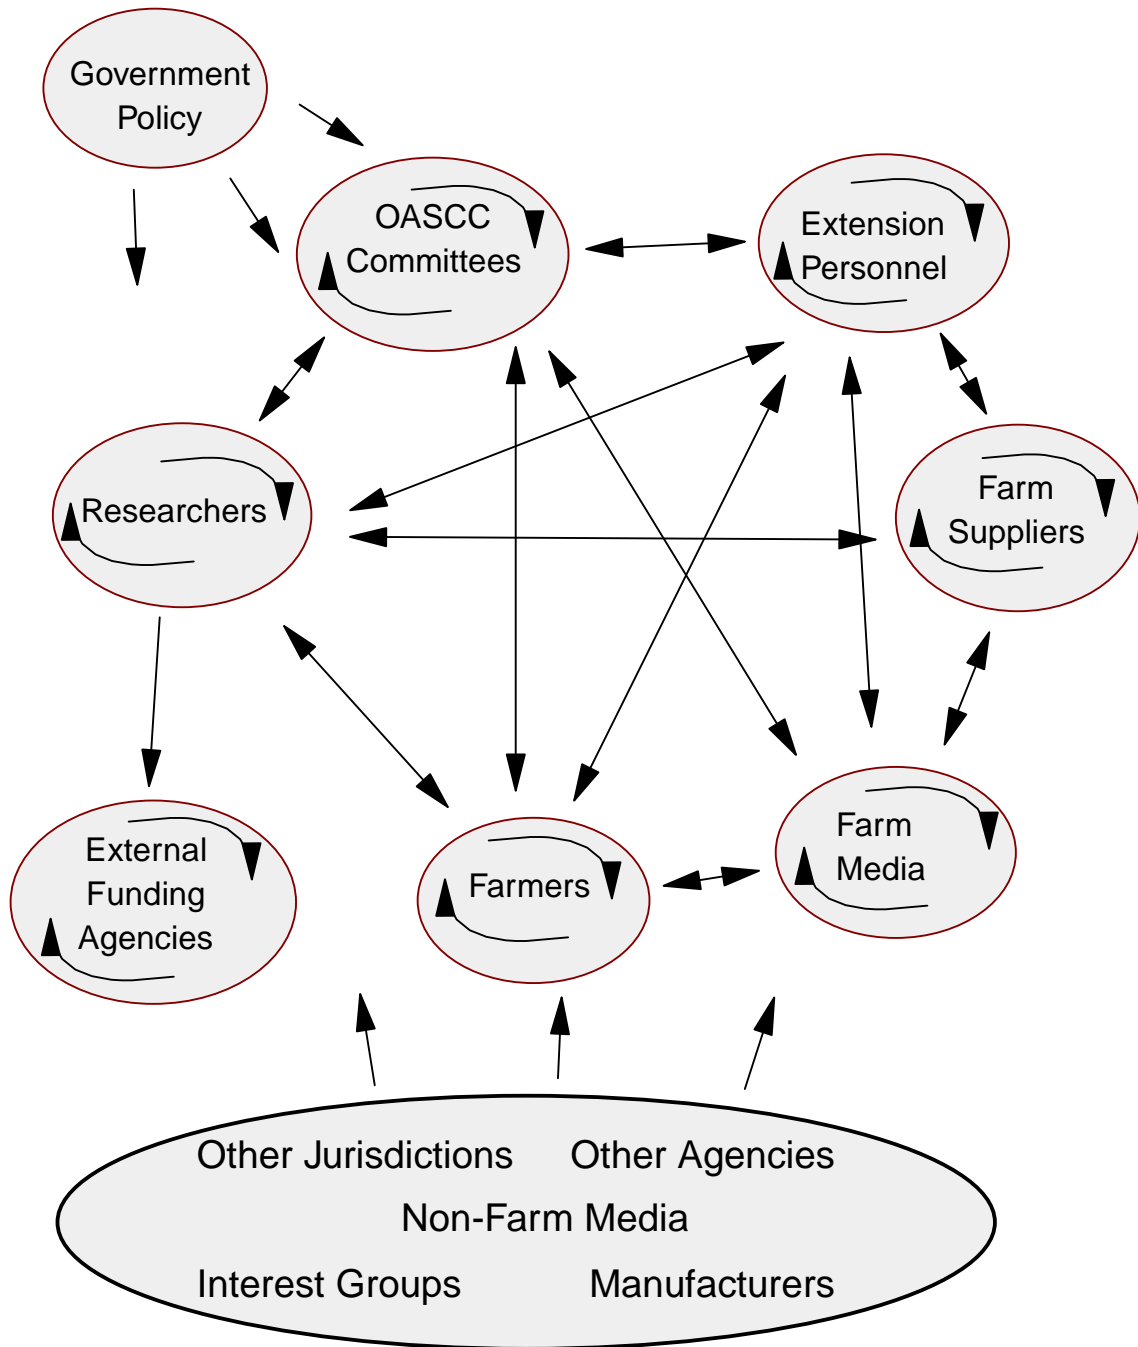 Government
Policy
OASCC
Committees
Extension
Personnel
Researchers
Farm
Suppliers
External
Funding
Agencies
Farmers
Farm
Media
Other Jurisdictions
Other Agencies
Non-Farm Media
Interest Groups
Manufacturers